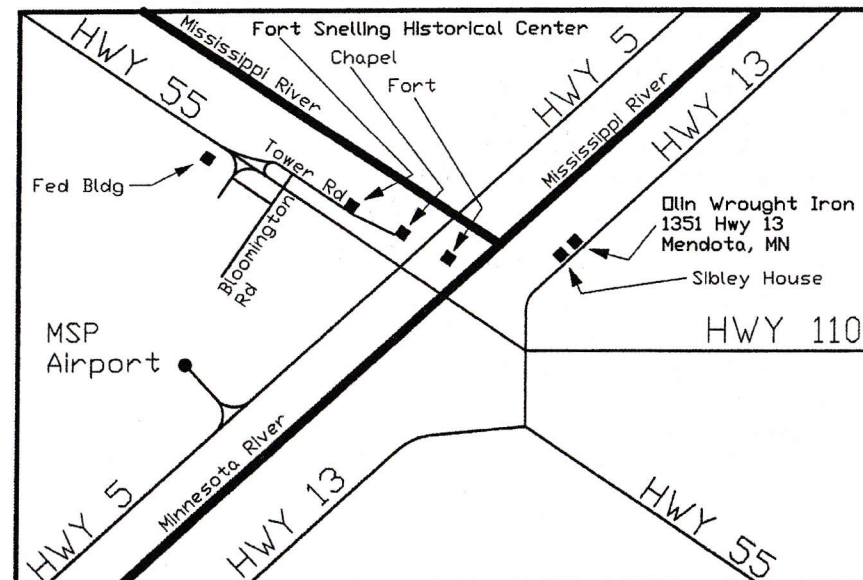 Fort Snelling Historical Center
Chapel
Fort
HWY 55
Mississippi River
HWY 5
Mississippi River
HWY 13
Fed Bldg
Tower Rd
Bloomington
Rd
Olin Wrought Iron
1351 Hwy 13
Mendota, MN
Sibley House
HWY 110
MSP
Airport
Minnesota River
HWY 5
HWY 13
HWY 55